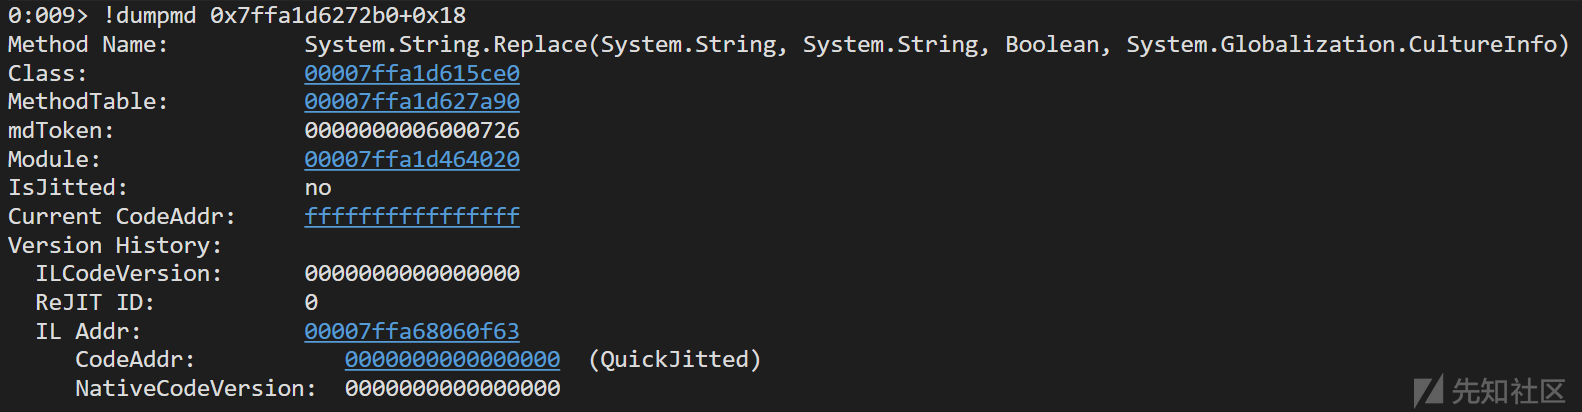 0:009> !dumpmd 0x7ffa1d6272b0+0x18
Method Name:          System.String.Replace(System.String, System.String, Boolean, System.Globalization.CultureInfo)
Class:                00007ffa1d615ce0
MethodTable:          00007ffa1d627a90
mdToken:              0000000006000726
Module:               00007ffa1d464020
IsJitted:             no
Current CodeAddr:     ffffffffffffffff
Version History:
  ILCodeVersion:      0000000000000000
  ReJIT ID:           0
  IL Addr:            00007ffa68060f63
     CodeAddr:           0000000000000000  (QuickJitted)
     NativeCodeVersion:  0000000000000000
先知社区